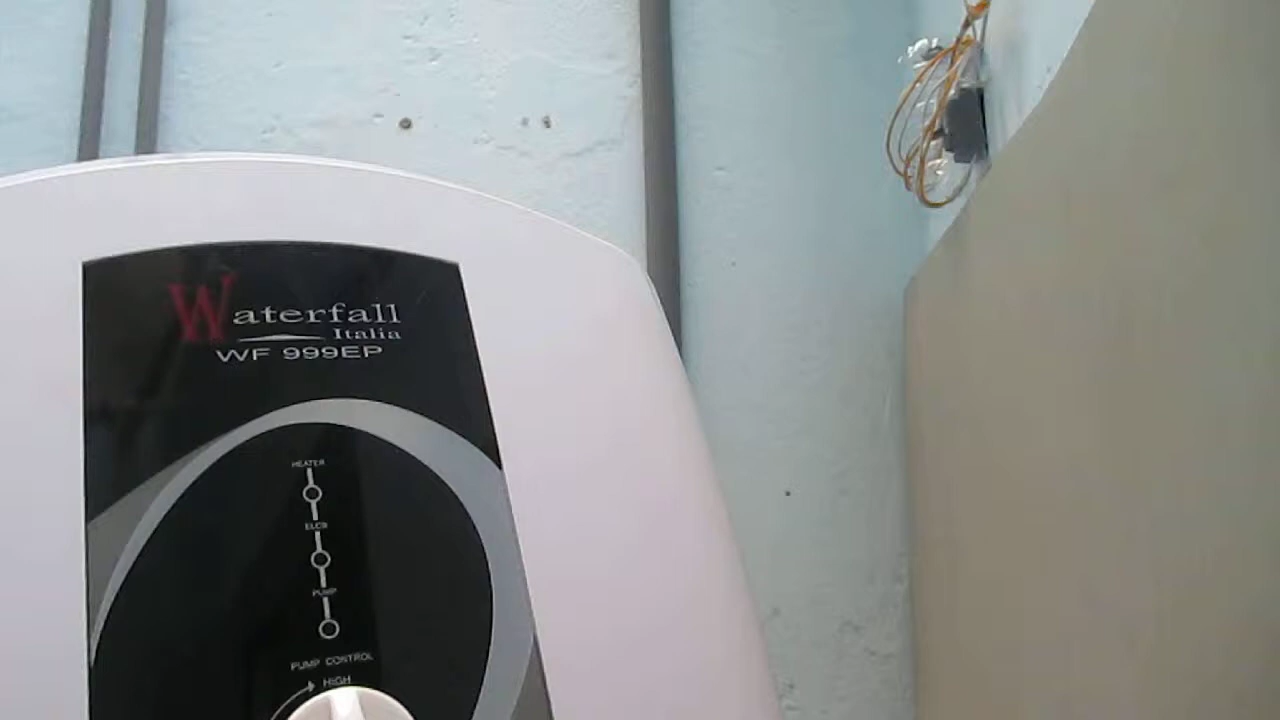 Waterfall
Italia
WF 999EP
HEATER
ELCB
PUMP
PUMP CONTROL
HIGH